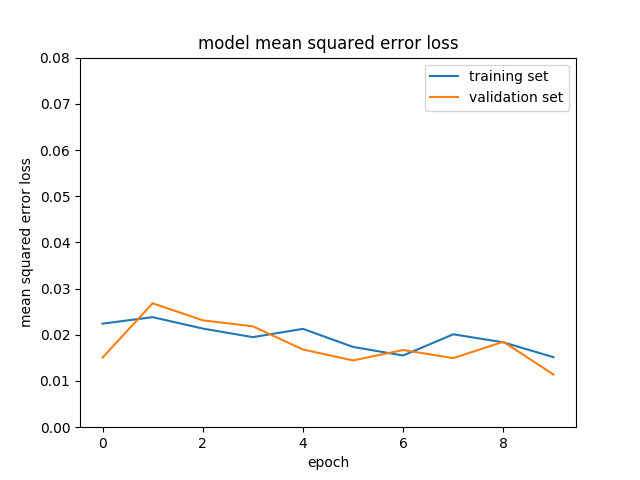 model mean squared error loss
0.08
0.07
0.06
0.05
0.04
0.03
0.02
0.01
0.00
mean squared error loss
training set
validation set
0 2 4 6 8
epoch